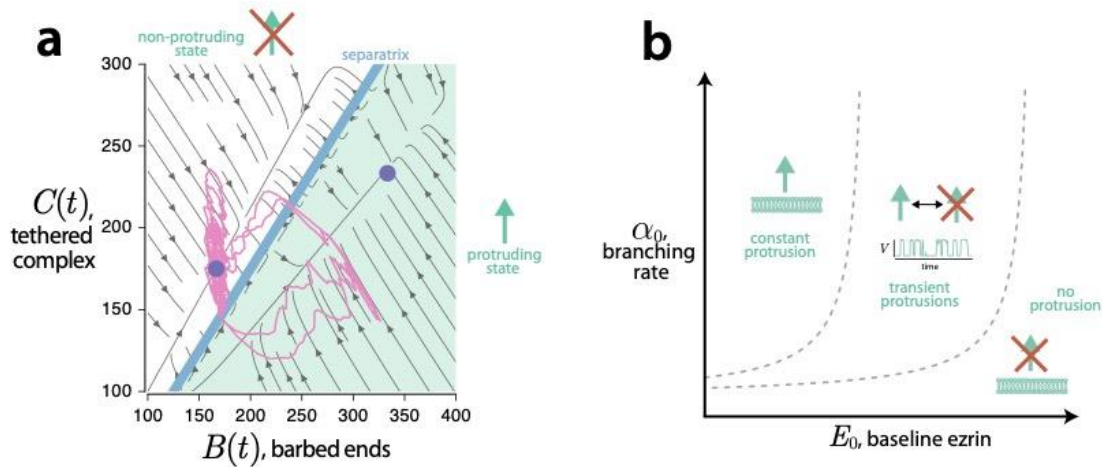 a
non-protruding
state
separatrix
300
250
200
150
100
C(t),
tethered
complex
100 150 200 250 300 350 400
B(t), barbed ends
protruding
state
b
α₀,
branching
rate
constant
protrusion
V
time
transient
protrusions
no
protrusion
E₀, baseline ezrin